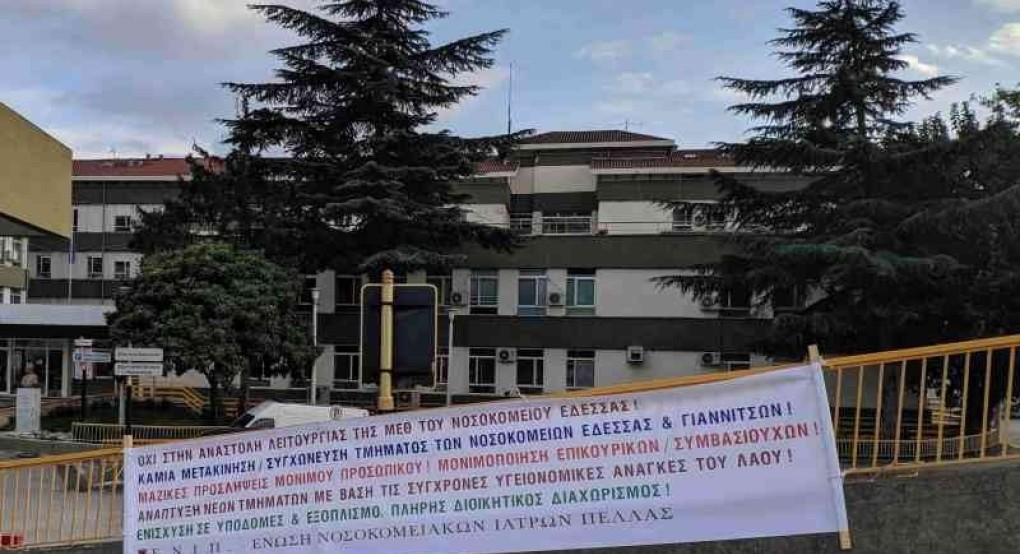 ΟΧΙ ΣΤΗΝ ΑΝΑΣΤΟΛΗ ΛΕΙΤΟΥΡΓΙΑΣ ΤΗΣ ΜΕΘ ΤΟΥ ΝΟΣΟΚΟΜΕΙΟΥ ΕΔΕΣΣΑΣ!
ΚΑΜΙΑ ΜΕΤΑΚΙΝΗΣΗ/ΣΥΓΧΩΝΕΥΣΗ ΤΜΗΜΑΤΟΣ ΤΩΝ ΝΟΣΟΚΟΜΕΙΩΝ ΕΔΕΣΣΑΣ & ΓΙΑΝΝΙΤΣΩΝ!
ΜΑΖΙΚΕΣ ΠΡΟΣΛΗΨΕΙΣ ΜΟΝΙΜΟΥ ΠΡΟΣΩΠΙΚΟΥ! ΜΟΝΙΜΟΠΟΙΗΣΗ ΕΠΙΚΟΥΡΙΚΩΝ/ΣΥΜΒΑΣΙΟΥΧΩΝ!
ΑΝΑΠΤΥΞΗ ΝΕΩΝ ΤΜΗΜΑΤΩΝ ΜΕ ΒΑΣΗ ΤΙΣ ΣΥΓΧΡΟΝΕΣ ΥΓΕΙΟΝΟΜΙΚΕΣ ΑΝΑΓΚΕΣ ΤΟΥ ΛΑΟΥ!
ΕΝΙΣΧΥΣΗ ΣΕ ΥΠΟΔΟΜΕΣ & ΕΞΟΠΛΙΣΜΟ. ΠΛΗΡΗΣ ΔΙΟΙΚΗΤΙΚΟΣ ΔΙΑΧΩΡΙΣΜΟΣ!
Ε.Ν.Ι.Π. ΕΝΩΣΗ ΝΟΣΟΚΟΜΕΙΑΚΩΝ ΙΑΤΡΩΝ ΠΕΛΛΑΣ